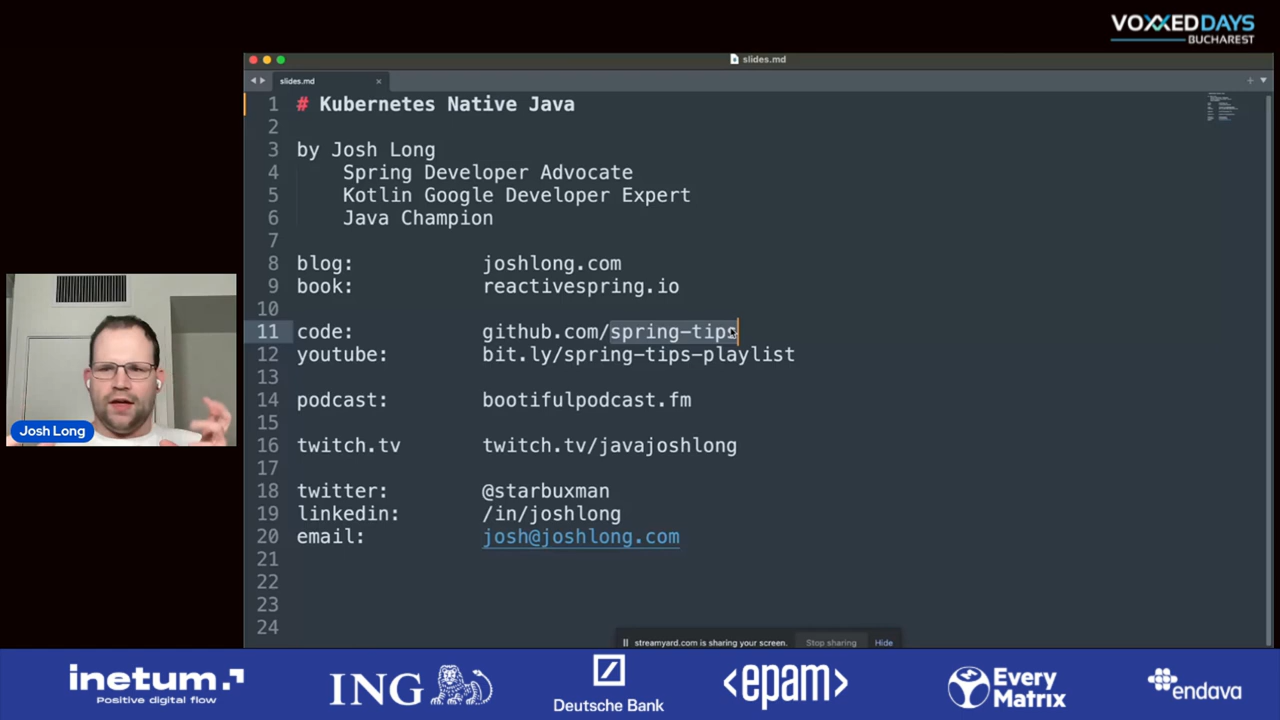 VOXXED DAYS
BUCHAREST
slides.md
slides.md
1 # Kubernetes Native Java
2
3 by Josh Long
4 Spring Developer Advocate
5 Kotlin Google Developer Expert
6 Java Champion
7
8 blog: joshlong.com
9 book: reactivespring.io
10
11 code: github.com/spring-tips
12 youtube: bit.ly/spring-tips-playlist
13
14 podcast: bootifulpodcast.fm
15
16 twitch.tv twitch.tv/javajoshlong
17
18 twitter: @starbuxman
19 linkedin: /in/joshlong
20 email: josh@joshlong.com
21
22
23
24
Josh Long
streamyard.com is sharing your screen. Stop sharing Hide
inetum.
Positive digital flow
ING
Deutsche Bank
<epam>
Every
Matrix
endava